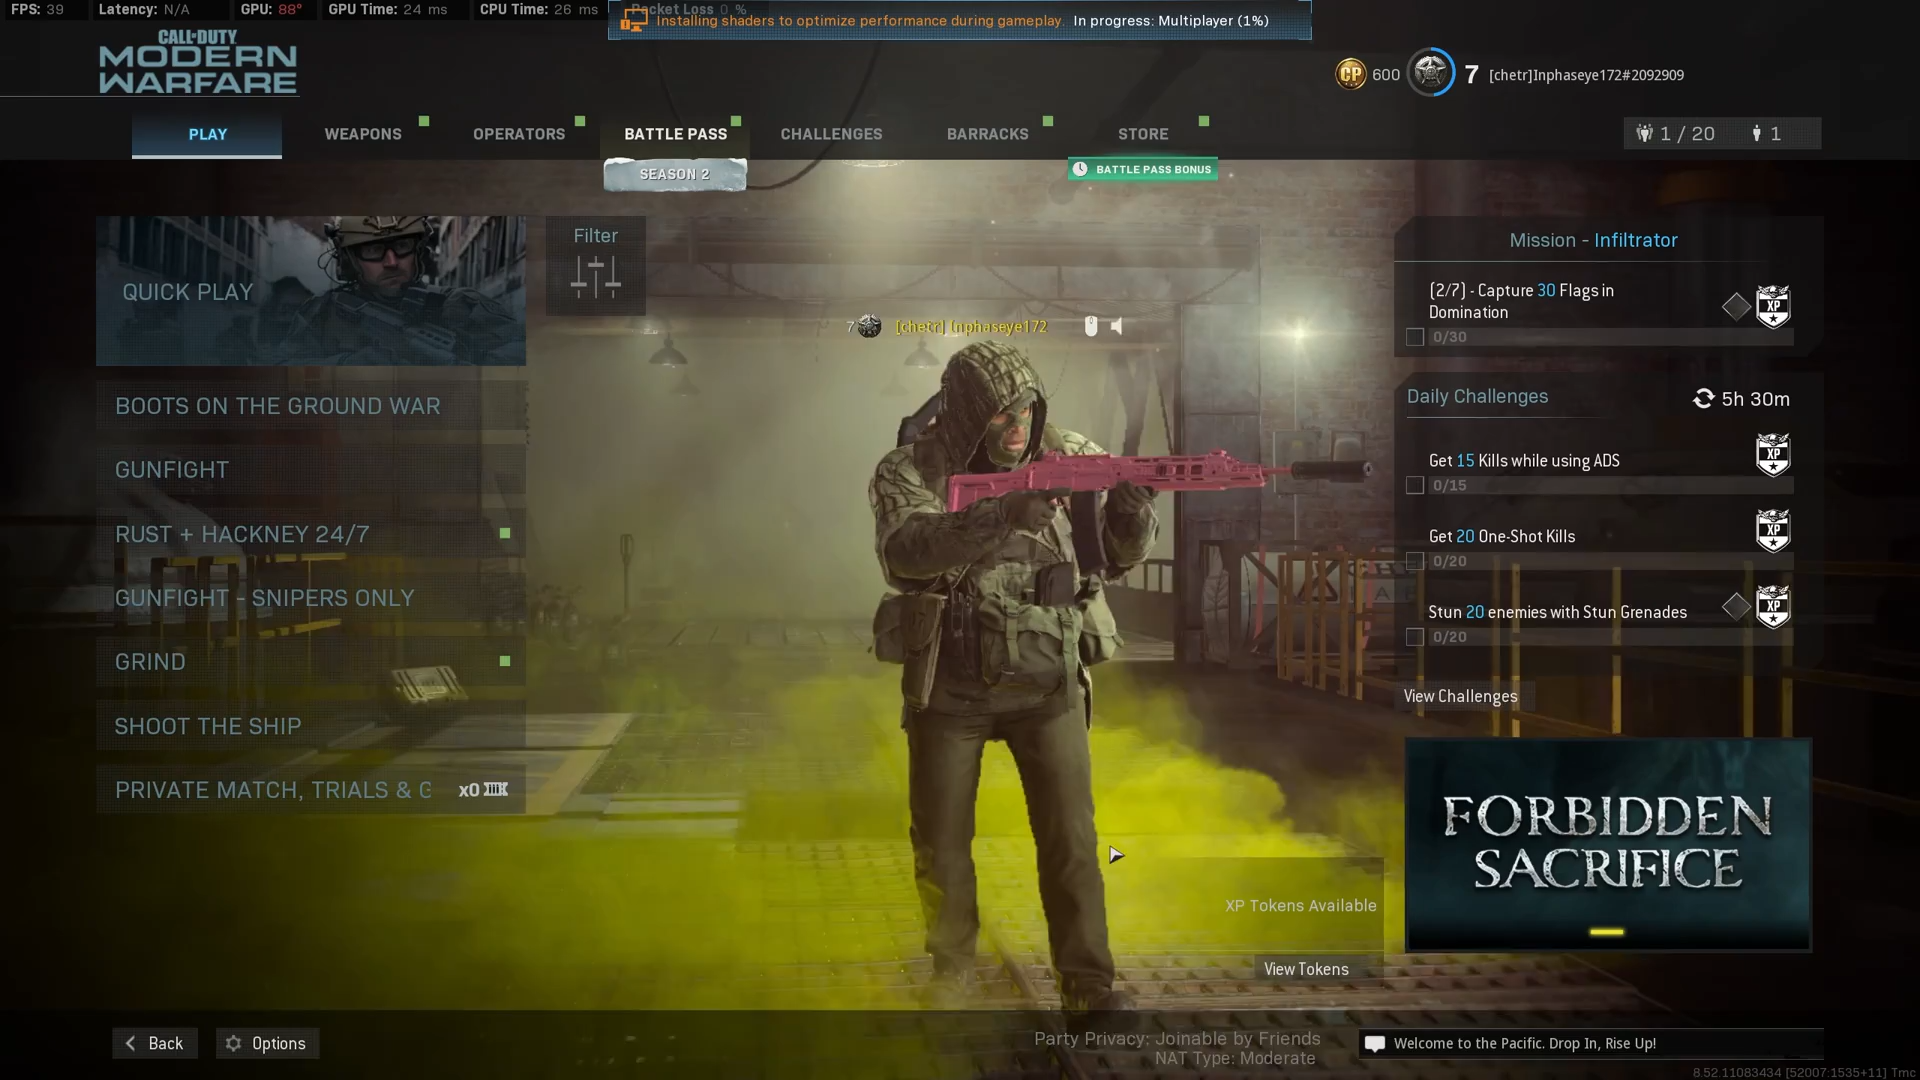 FPS: 39
Latency: N/A
GPU: 88°
GPU Time: 24 ms
CPU Time: 26 ms
Packet Loss 0 %
Installing shaders to optimize performance during gameplay. In progress: Multiplayer (1%)
CALL·DUTY
MODERN
WARFARE
CP 600
7
[chetr]Inphaseye172#2092909
PLAY
WEAPONS
OPERATORS
BATTLE PASS
CHALLENGES
BARRACKS
STORE
1 / 20
1
SEASON 2
BATTLE PASS BONUS
QUICK PLAY
Filter
BOOTS ON THE GROUND WAR
GUNFIGHT
RUST + HACKNEY 24/7
GUNFIGHT - SNIPERS ONLY
GRIND
SHOOT THE SHIP
PRIVATE MATCH, TRIALS & C
x0
7 [chetr] Inphaseye172
Mission - Infiltrator
(2/7) - Capture 30 Flags in
Domination
XP
0/30
Daily Challenges
5h 30m
Get 15 Kills while using ADS
XP
0/15
Get 20 One-Shot Kills
XP
0/20
Stun 20 enemies with Stun Grenades
XP
0/20
View Challenges
FORBIDDEN
SACRIFICE
XP Tokens Available
View Tokens
Back
Options
Party Privacy: Joinable by Friends
NAT Type: Moderate
Welcome to the Pacific. Drop In, Rise Up!
8.52.11083434 [52007:1535+11] Tmc